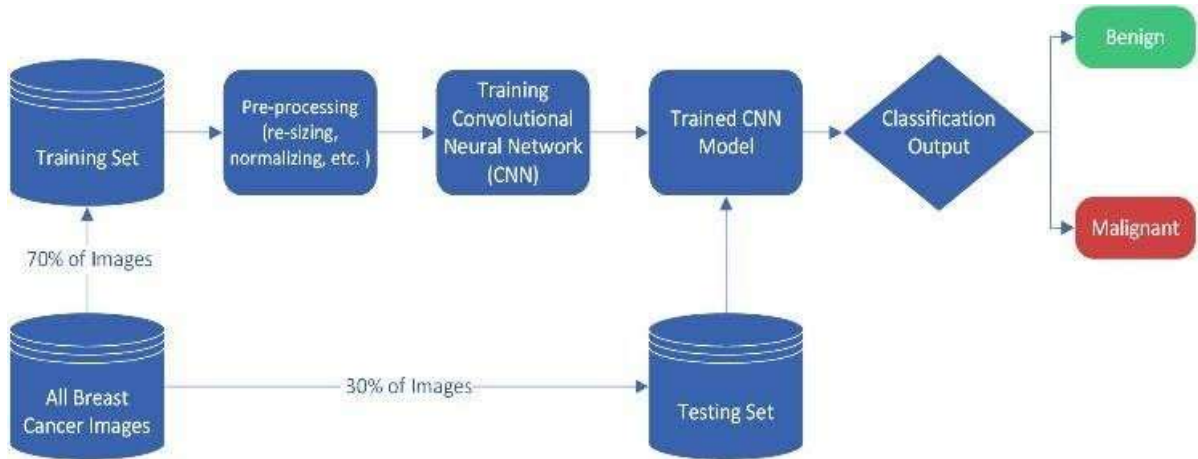 Benign
Training Set
Pre-processing
(re-sizing,
normalizing, etc. )
Training
Convolutional
Neural Network
(CNN)
Trained CNN
Model
Classification
Output
Malignant
70% of Images
All Breast
Cancer Images
30% of Images
Testing Set